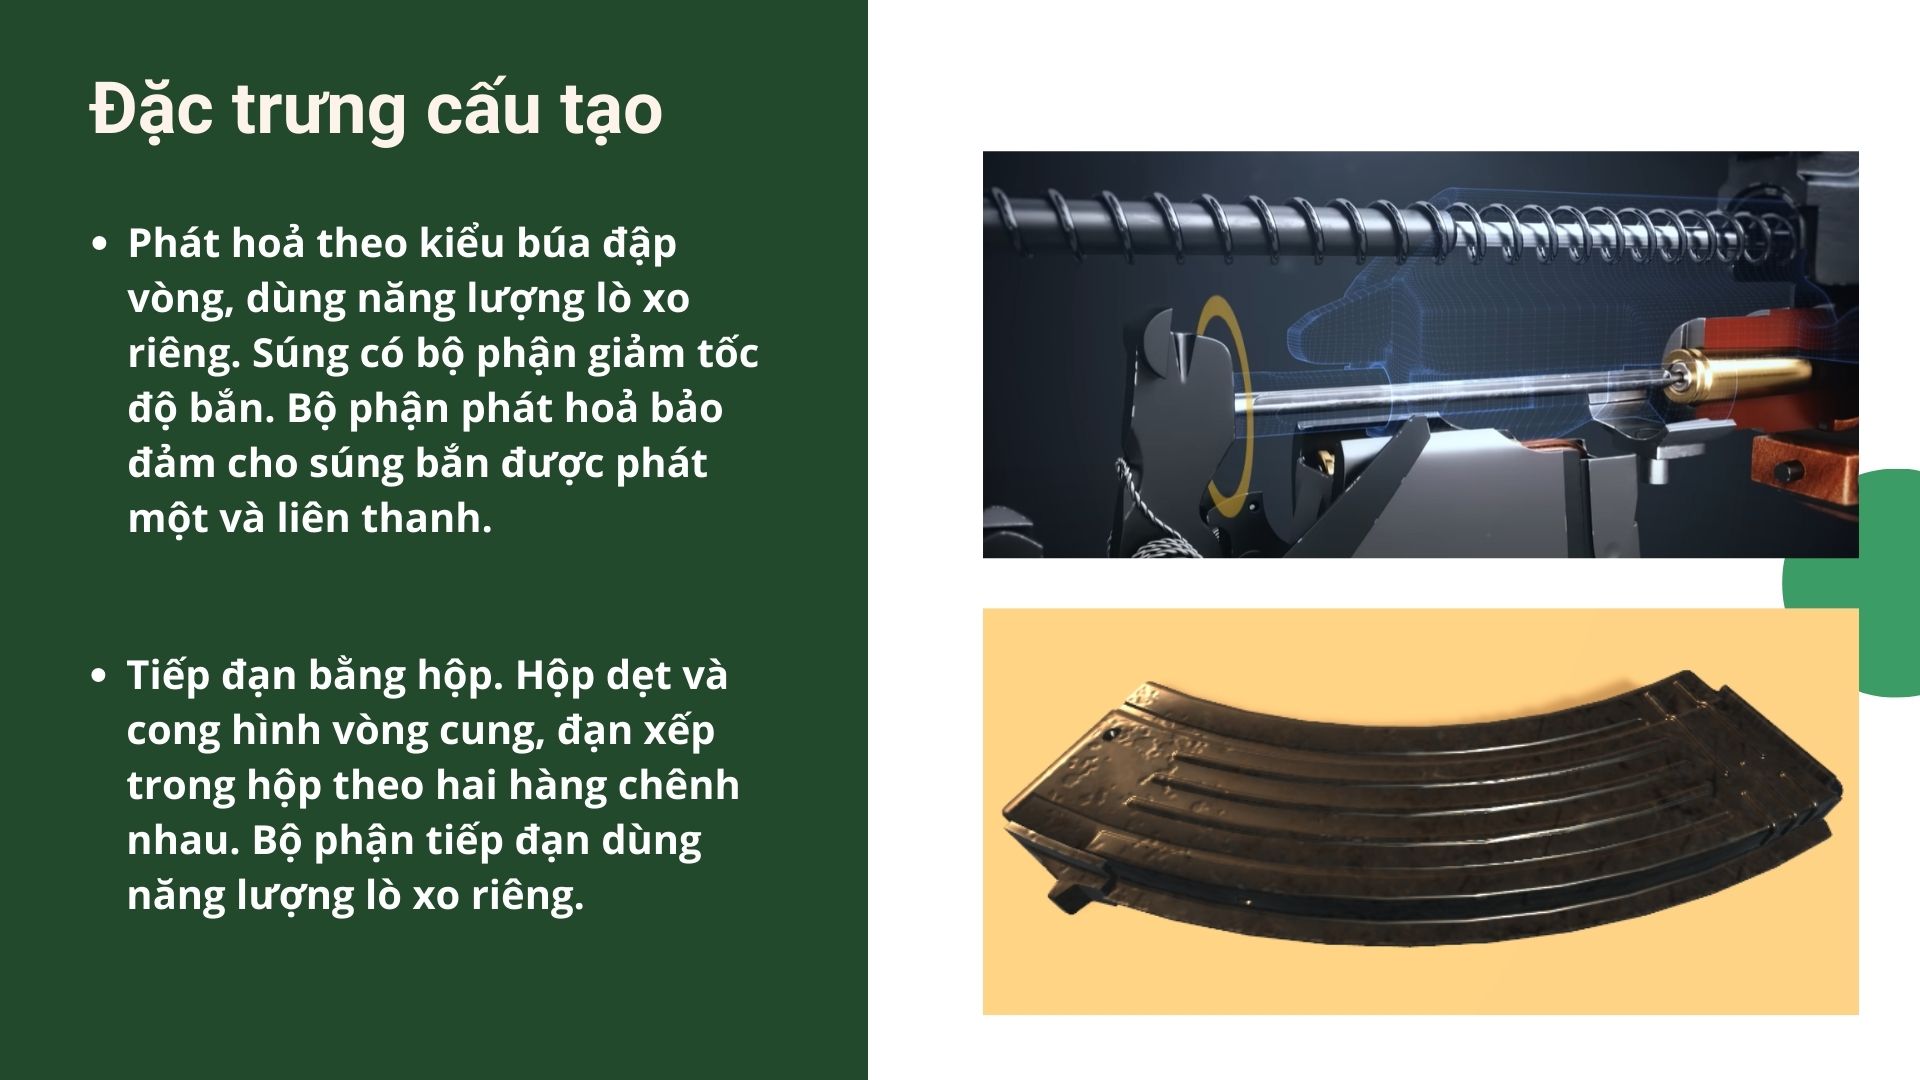 Đặc trưng cấu tạo
• Phát hoả theo kiểu búa đập
vòng, dùng năng lượng lò xo
riêng. Súng có bộ phận giảm tốc
độ bắn. Bộ phận phát hoả bảo
đảm cho súng bắn được phát
một và liên thanh.
• Tiếp đạn bằng hộp. Hộp dẹt và
cong hình vòng cung, đạn xếp
trong hộp theo hai hàng chênh
nhau. Bộ phận tiếp đạn dùng
năng lượng lò xo riêng.